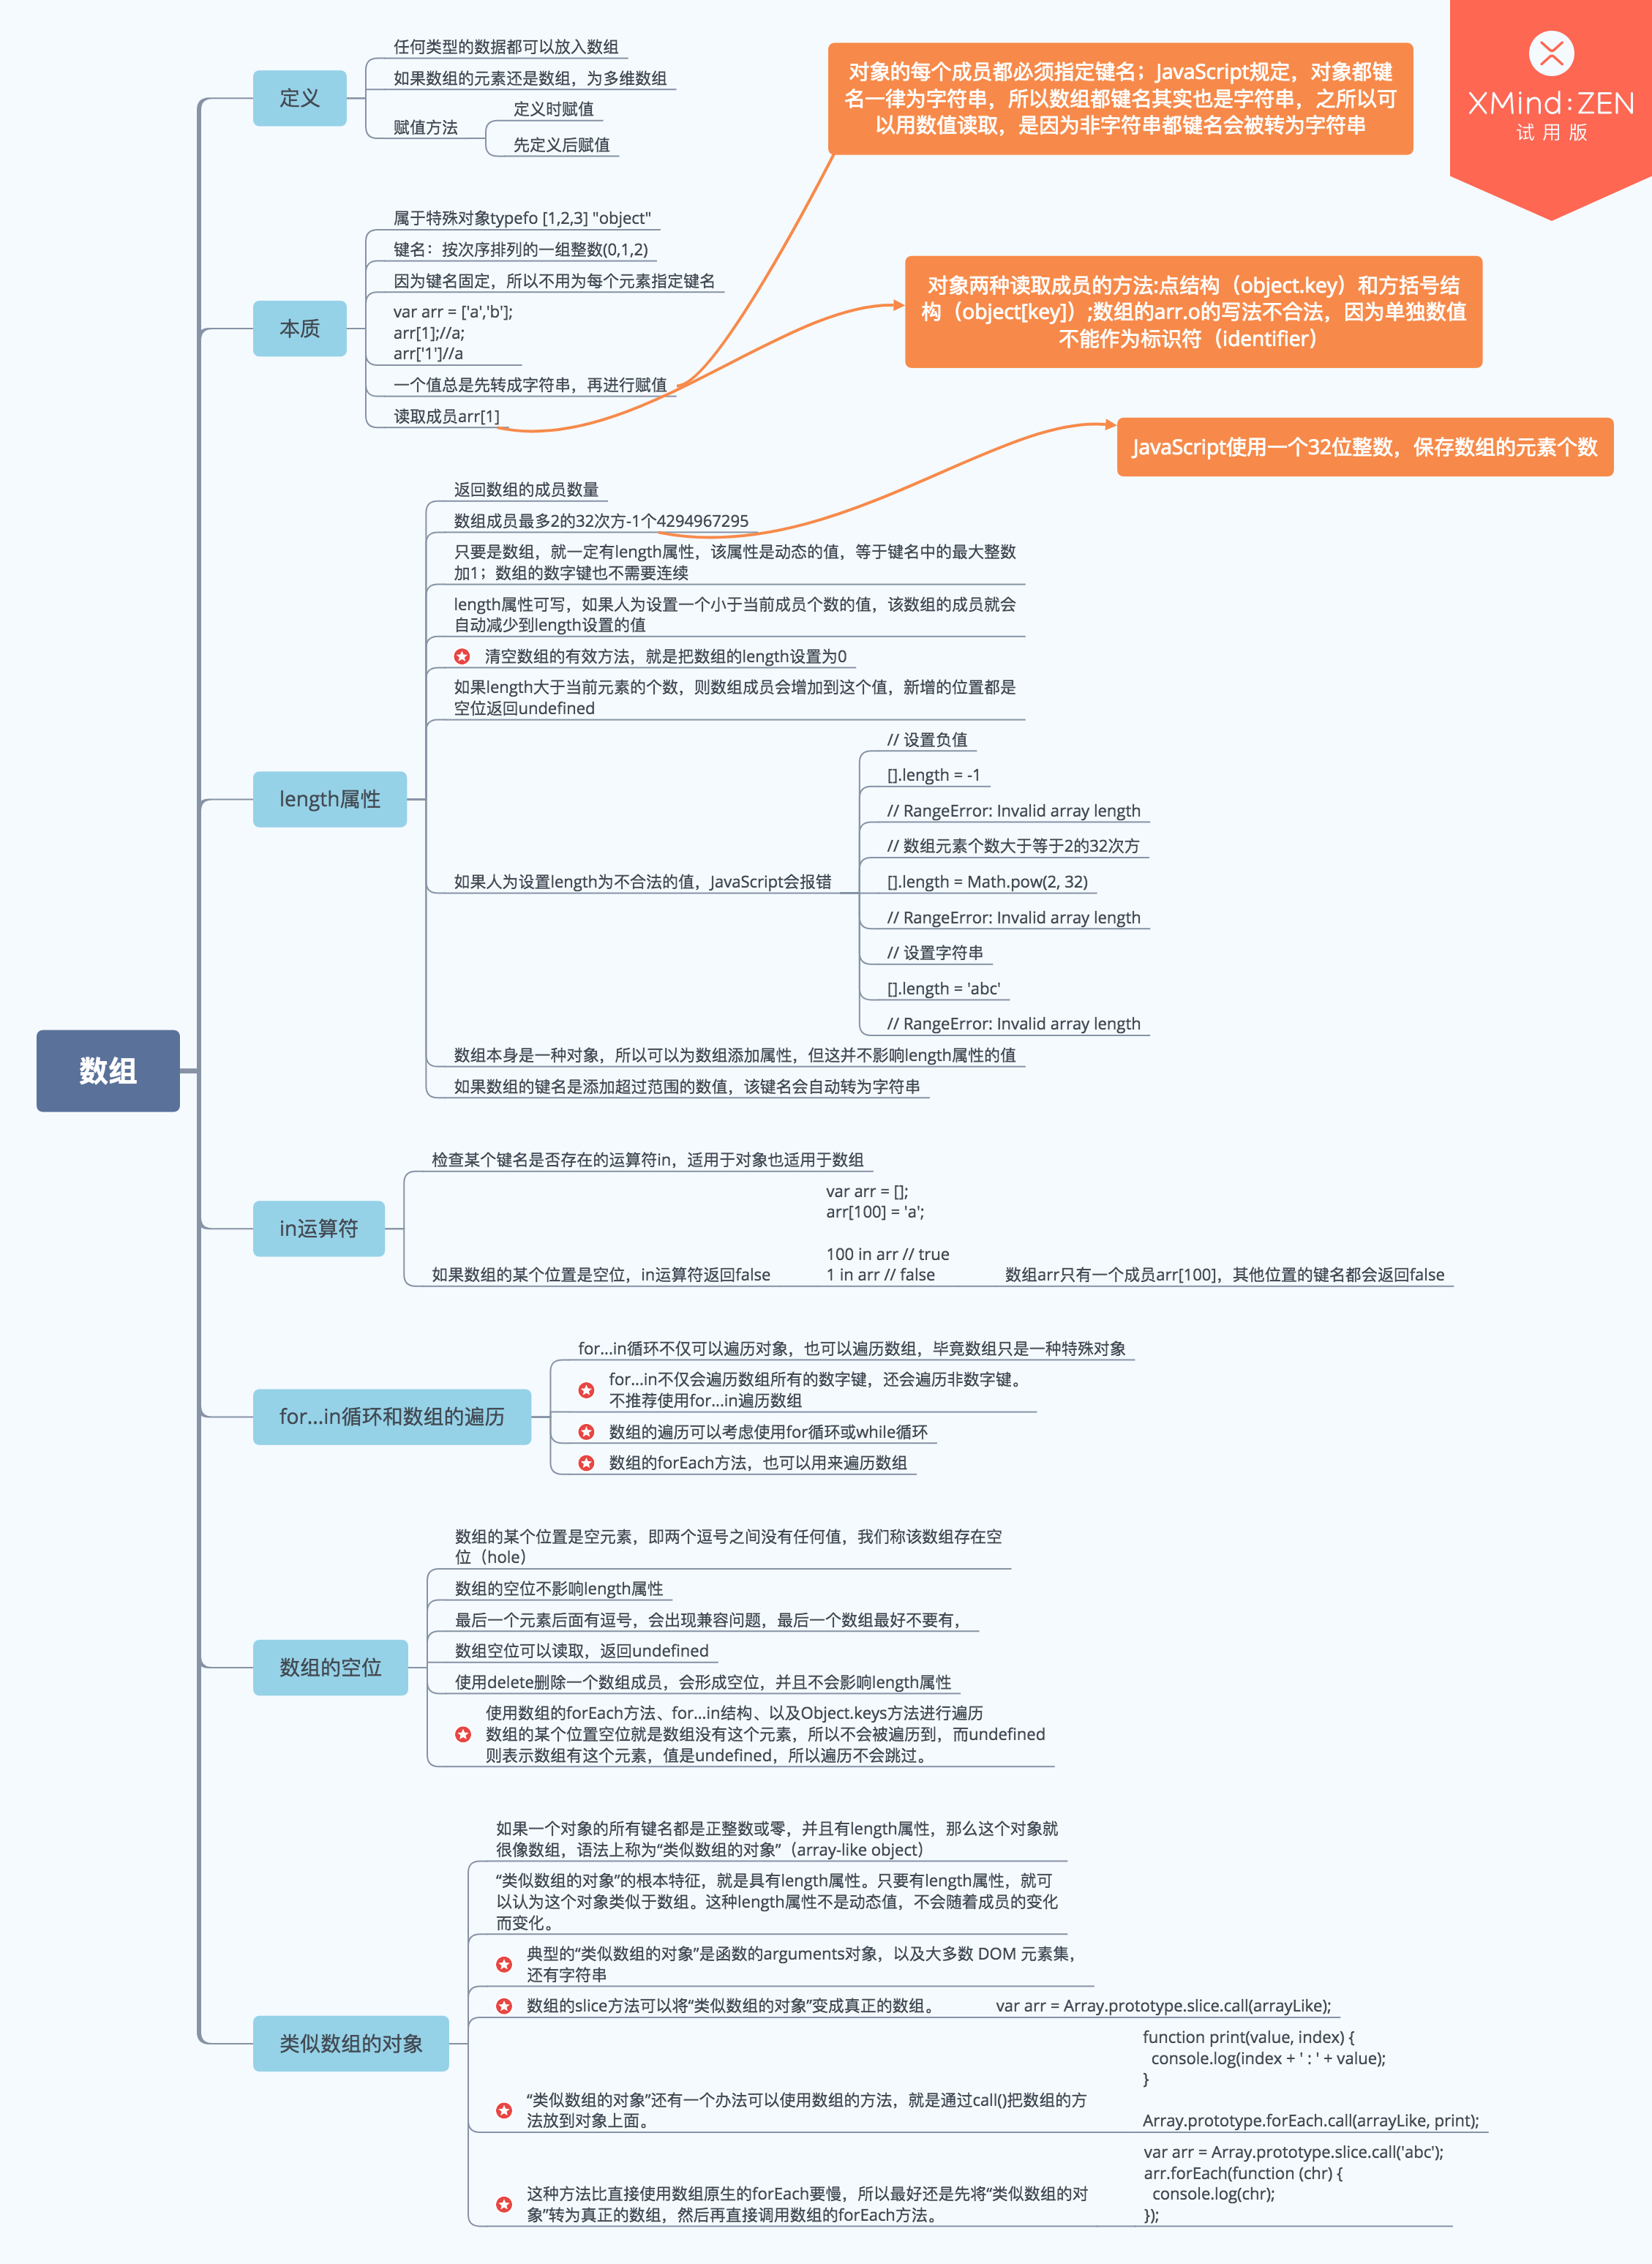 任何类型的数据都可以放入数组
如果数组的元素还是数组，为多维数组
定义
赋值方法
定义时赋值
先定义后赋值
对象的每个成员都必须指定键名；JavaScript规定，对象都键
名一律为字符串，所以数组都键名其实也是字符串，之所以可
以用数值读取，是因为非字符串都键名会被转为字符串
XMind:ZEN
试用版
属于特殊对象typefo [1,2,3] "object"
键名：按次序排列的一组整数(0,1,2)
因为键名固定，所以不用为每个元素指定键名
本质
var arr = ['a','b'];
arr[1];//a;
arr['1']//a
一个值总是先转成字符串，再进行赋值
读取成员arr[1]
对象两种读取成员的方法:点结构（object.key）和方括号结
构（object[key]）;数组的arr.o的写法不合法，因为单独数值
不能作为标识符（identifier）
JavaScript使用一个32位整数，保存数组的元素个数
返回数组的成员数量
数组成员最多2的32次方-1个4294967295
只要是数组，就一定有length属性，该属性是动态的值，等于键名中的最大整数
加1；数组的数字键也不需要连续
length属性可写，如果人为设置一个小于当前成员个数的值，该数组的成员就会
自动减少到length设置的值
清空数组的有效方法，就是把数组的length设置为0
如果length大于当前元素的个数，则数组成员会增加到这个值，新增的位置都是
空位返回undefined
length属性
如果人为设置length为不合法的值，JavaScript会报错
// 设置负值
[].length = -1
// RangeError: Invalid array length
// 数组元素个数大于等于2的32次方
[].length = Math.pow(2, 32)
// RangeError: Invalid array length
// 设置字符串
[].length = 'abc'
// RangeError: Invalid array length
数组本身是一种对象，所以可以为数组添加属性，但这并不影响length属性的值
如果数组的键名是添加超过范围的数值，该键名会自动转为字符串
数组
检查某个键名是否存在的运算符in，适用于对象也适用于数组
in运算符
如果数组的某个位置是空位，in运算符返回false
var arr = [];
arr[100] = 'a';
100 in arr // true
1 in arr // false
数组arr只有一个成员arr[100]，其他位置的键名都会返回false
for...in循环不仅可以遍历对象，也可以遍历数组，毕竟数组只是一种特殊对象
for...in不仅会遍历数组所有的数字键，还会遍历非数字键。
不推荐使用for...in遍历数组
for...in循环和数组的遍历
数组的遍历可以考虑使用for循环或while循环
数组的forEach方法，也可以用来遍历数组
数组的某个位置是空元素，即两个逗号之间没有任何值，我们称该数组存在空
位（hole）
数组的空位不影响length属性
最后一个元素后面有逗号，会出现兼容问题，最后一个数组最好不要有，
数组的空位
数组空位可以读取，返回undefined
使用delete删除一个数组成员，会形成空位，并且不会影响length属性
使用数组的forEach方法、for...in结构、以及Object.keys方法进行遍历
数组的某个位置空位就是数组没有这个元素，所以不会被遍历到，而undefined
则表示数组有这个元素，值是undefined，所以遍历不会跳过。
如果一个对象的所有键名都是正整数或零，并且有length属性，那么这个对象就
很像数组，语法上称为“类似数组的对象”（array-like object）
“类似数组的对象”的根本特征，就是具有length属性。只要有length属性，就可
以认为这个对象类似于数组。这种length属性不是动态值，不会随着成员的变化
而变化。
典型的“类似数组的对象”是函数的arguments对象，以及大多数 DOM 元素集，
还有字符串
数组的slice方法可以将“类似数组的对象”变成真正的数组。
var arr = Array.prototype.slice.call(arrayLike);
类似数组的对象
“类似数组的对象”还有一个办法可以使用数组的方法，就是通过call()把数组的方
法放到对象上面。
function print(value, index) {
console.log(index + ' : ' + value);
}
Array.prototype.forEach.call(arrayLike, print);
这种方法比直接使用数组原生的forEach要慢，所以最好还是先将“类似数组的对
象”转为真正的数组，然后再直接调用数组的forEach方法。
var arr = Array.prototype.slice.call('abc');
arr.forEach(function (chr) {
console.log(chr);
});